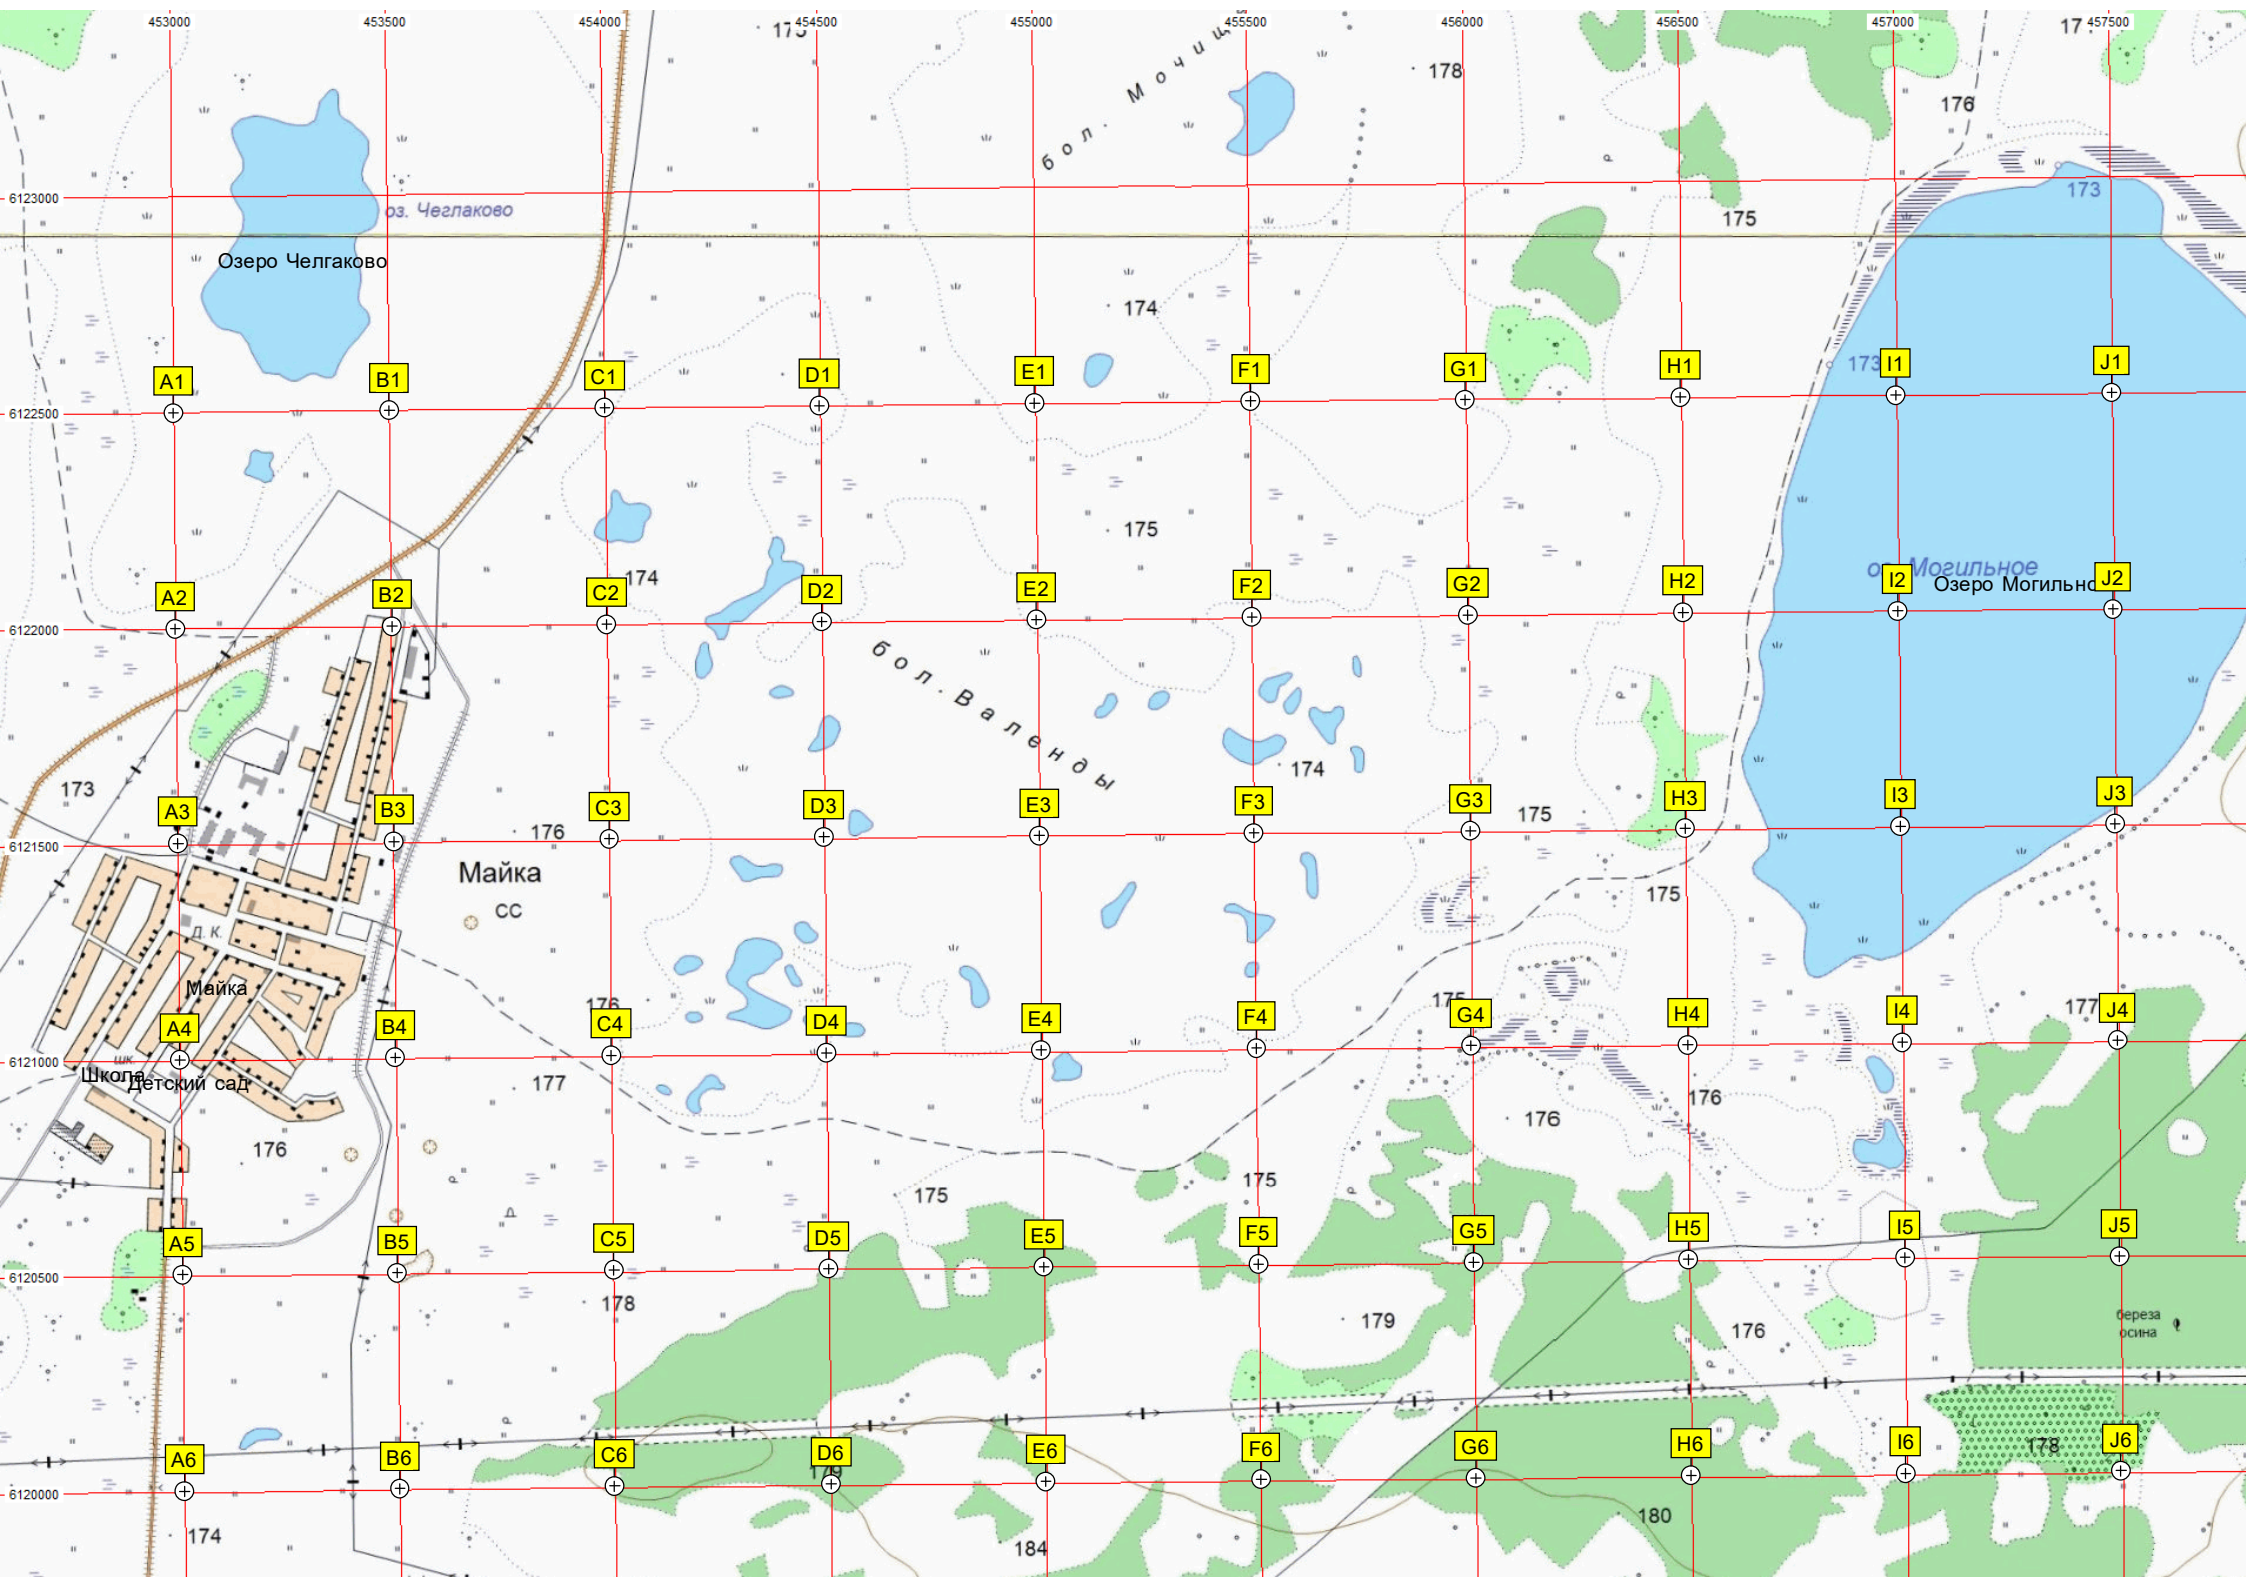 453000 453500 454000 454500 455000 455500 456000 456500 457000 457500
178
176
бол. Мочищ
6123000
оз. Чеглаково
173
175
Озеро Челгаково
174
173
A1 B1 C1 D1 E1 F1 G1 H1 I1 J1
6122500
175
174
оз. Могильное
Озеро Могильно
A2 B2 C2 D2 E2 F2 G2 H2 I2 J2
6122000
бол. Валенды
174
173
176
175
A3 B3 C3 D3 E3 F3 G3 H3 I3 J3
6121500
Майка
СС
175
Д. К.
Майка
176
175
177
A4 B4 C4 D4 E4 F4 G4 H4 I4 J4
6121000
шк.
Школа
Детский сад
177
176
176
176
175
175
A5 B5 C5 D5 E5 F5 G5 H5 I5 J5
6120500
178
179
176
береза
осина
178
A6 B6 C6 D6 E6 F6 G6 H6 I6 J6
179
6120000
174
184
180